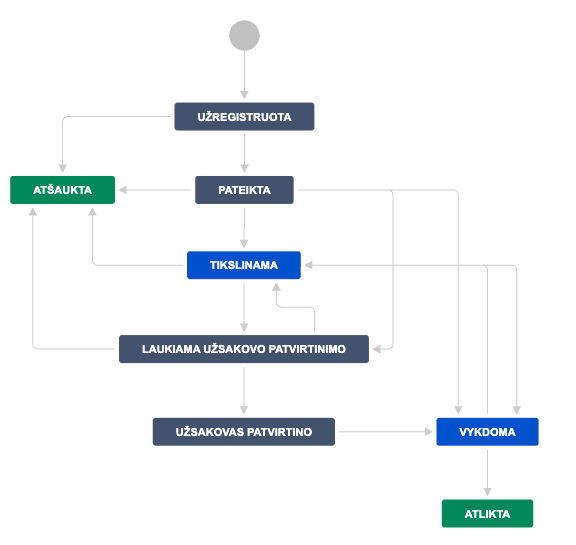 UŽREGISTRUOTA
ATŠAUKTA
PATEIKTA
TIKSLINAMA
LAUKIAMA UŽSAKOVO PATVIRTINIMO
UŽSAKOVAS PATVIRTINO
VYKDOMA
ATLIKTA